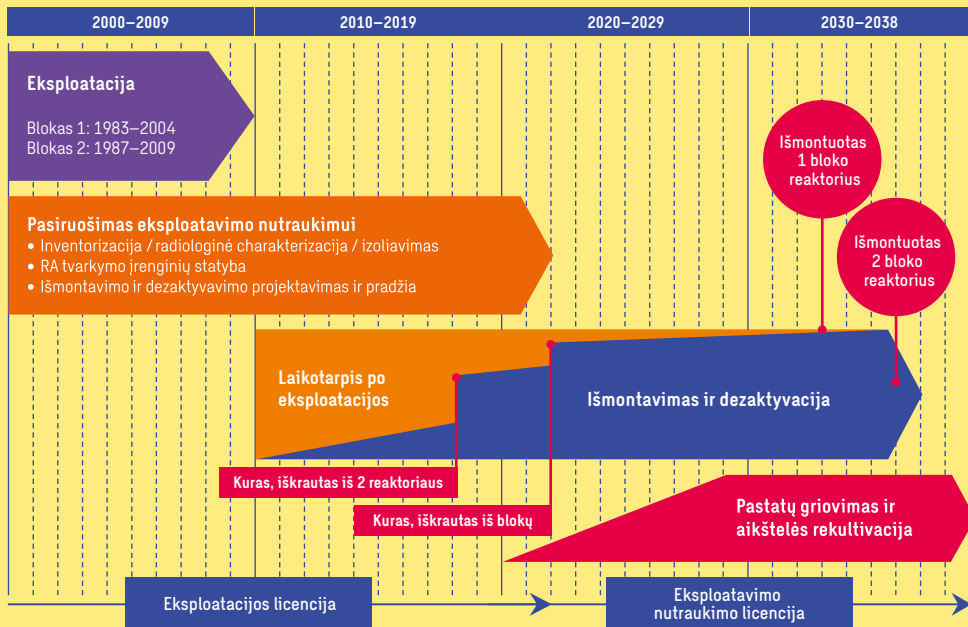 2000–2009
2010–2019
2020–2029
2030–2038
Eksploatacija
Blokas 1: 1983–2004
Blokas 2: 1987–2009
Išmontuotas
1 bloko
reaktorius
Pasiruošimas eksploatavimo nutraukimui
• Inventorizacija / radiologinė charakterizacija / izoliavimas
• RA tvarkymo įrenginių statyba
• Išmontavimo ir dezaktyvavimo projektavimas ir pradžia
Išmontuotas
2 bloko
reaktorius
Laikotarpis po
eksploatacijos
Išmontavimas ir dezaktyvacija
Kuras, iškrautas iš 2 reaktoriaus
Kuras, iškrautas iš blokų
Pastatų griovimas ir
aikštelės rekultivacija
Eksploatacijos licencija
Eksploatavimo
nutraukimo licencija